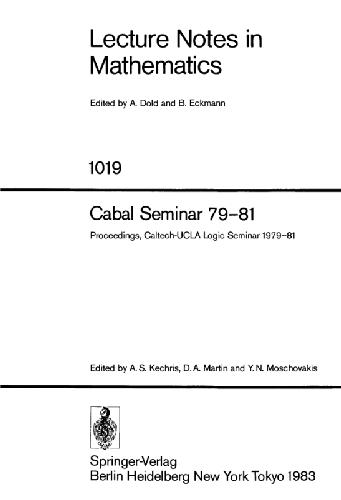 Lecture Notes in
Mathematics
Edited by A. Dold and B. Eckmann
1019
Cabal Seminar 79–81
Proceedings, Caltech-UCLA Logic Seminar 1979–81
Edited by A. S. Kechris, D. A. Martin and Y. N. Moschovakis
Springer-Verlag
Berlin Heidelberg New York Tokyo 1983